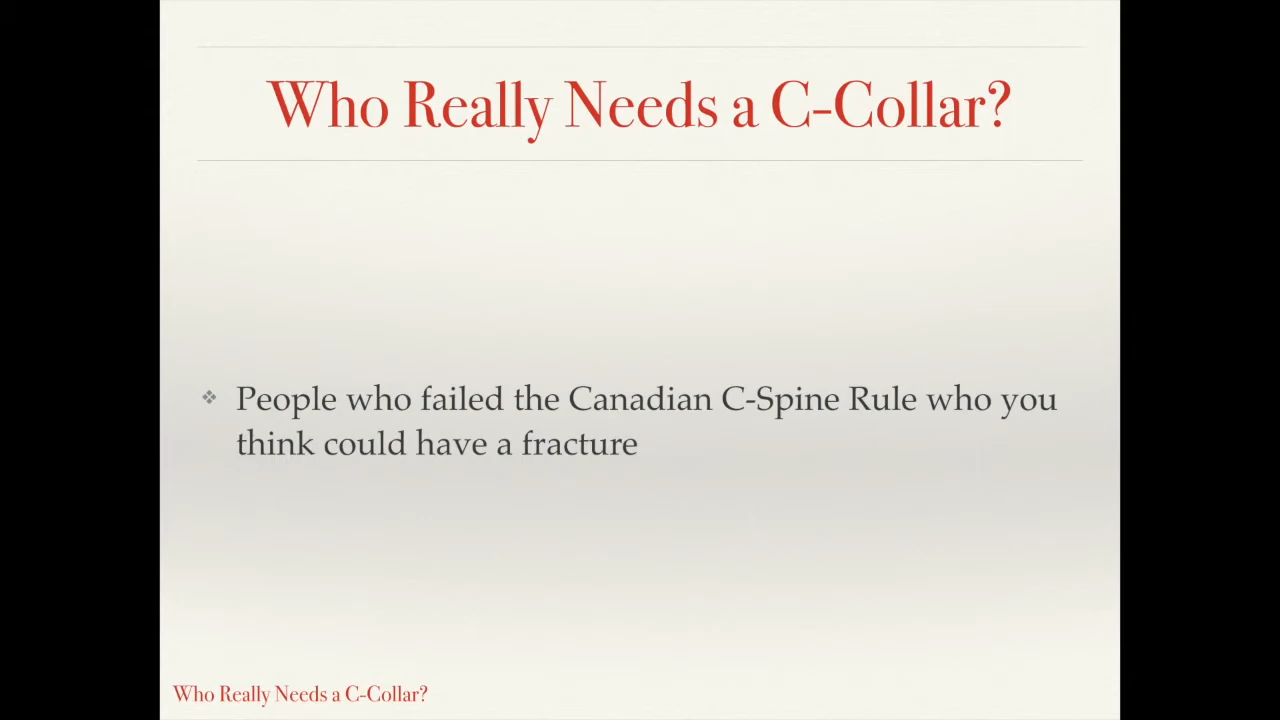 Who Really Needs a C-Collar?
❖ People who failed the Canadian C-Spine Rule who you
think could have a fracture
Who Really Needs a C-Collar?